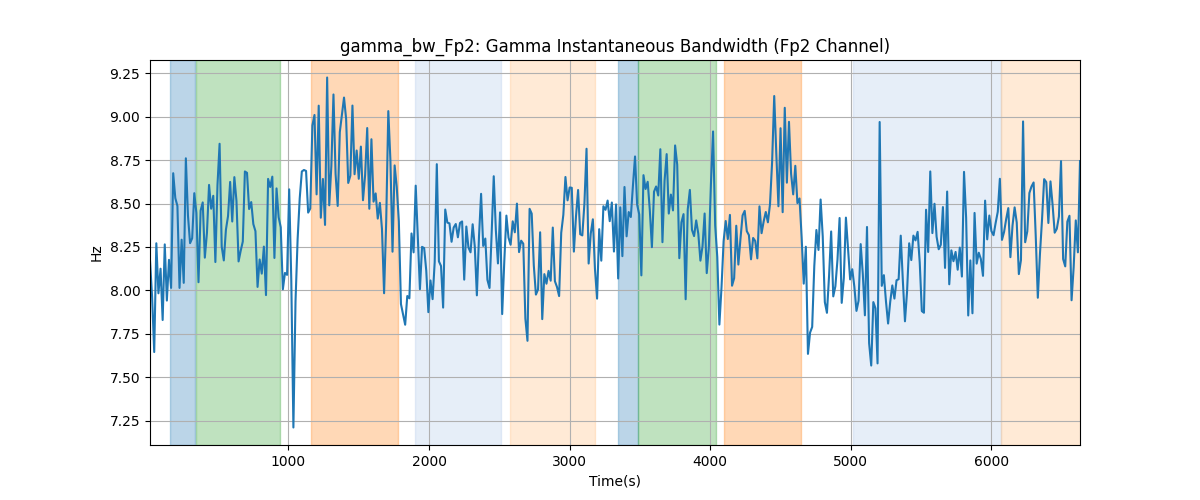 gamma_bw_Fp2: Gamma Instantaneous Bandwidth (Fp2 Channel)
9.25
9.00
8.75
8.50
8.25
8.00
7.75
7.50
7.25
Hz
1000 2000 3000 4000 5000 6000
Time(s)